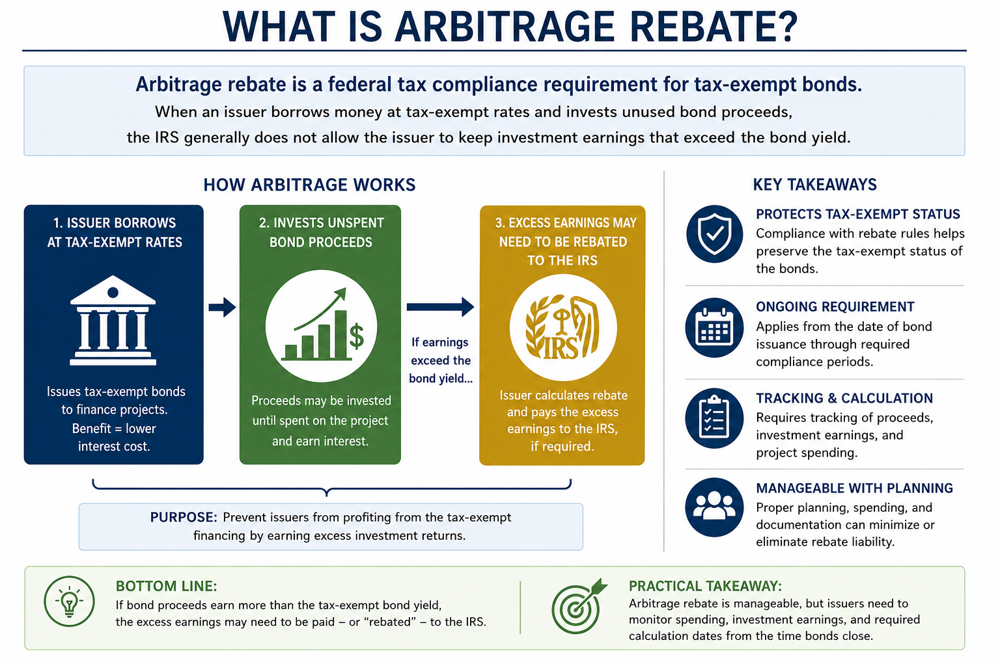 WHAT IS ARBITRAGE REBATE?
Arbitrage rebate is a federal tax compliance requirement for tax-exempt bonds.
When an issuer borrows money at tax-exempt rates and invests unused bond proceeds,
the IRS generally does not allow the issuer to keep investment earnings that exceed the bond yield.
HOW ARBITRAGE WORKS
1. ISSUER BORROWS
AT TAX-EXEMPT RATES
Issues tax-exempt bonds
to finance projects.
Benefit = lower
interest cost.
2. INVESTS UNSPENT
BOND PROCEEDS
$
Proceeds may be invested
until spent on the project
and earn interest.
If earnings
exceed the
bond yield...
3. EXCESS EARNINGS MAY
NEED TO BE REBATED
TO THE IRS
IRS
Issuer calculates rebate
and pays the excess
earnings to the IRS,
if required.
PURPOSE: Prevent issuers from profiting from the tax-exempt
financing by earning excess investment returns.
KEY TAKEAWAYS
PROTECTS TAX-EXEMPT STATUS
Compliance with rebate rules helps
preserve the tax-exempt status of
the bonds.
ONGOING REQUIREMENT
Applies from the date of bond
issuance through required
compliance periods.
TRACKING & CALCULATION
Requires tracking of proceeds,
investment earnings, and
project spending.
MANAGEABLE WITH PLANNING
Proper planning, spending, and
documentation can minimize or
eliminate rebate liability.
BOTTOM LINE:
If bond proceeds earn more than the tax-exempt bond yield,
the excess earnings may need to be paid – or “rebated” – to the IRS.
PRACTICAL TAKEAWAY:
Arbitrage rebate is manageable, but issuers need to
monitor spending, investment earnings, and required
calculation dates from the time bonds close.